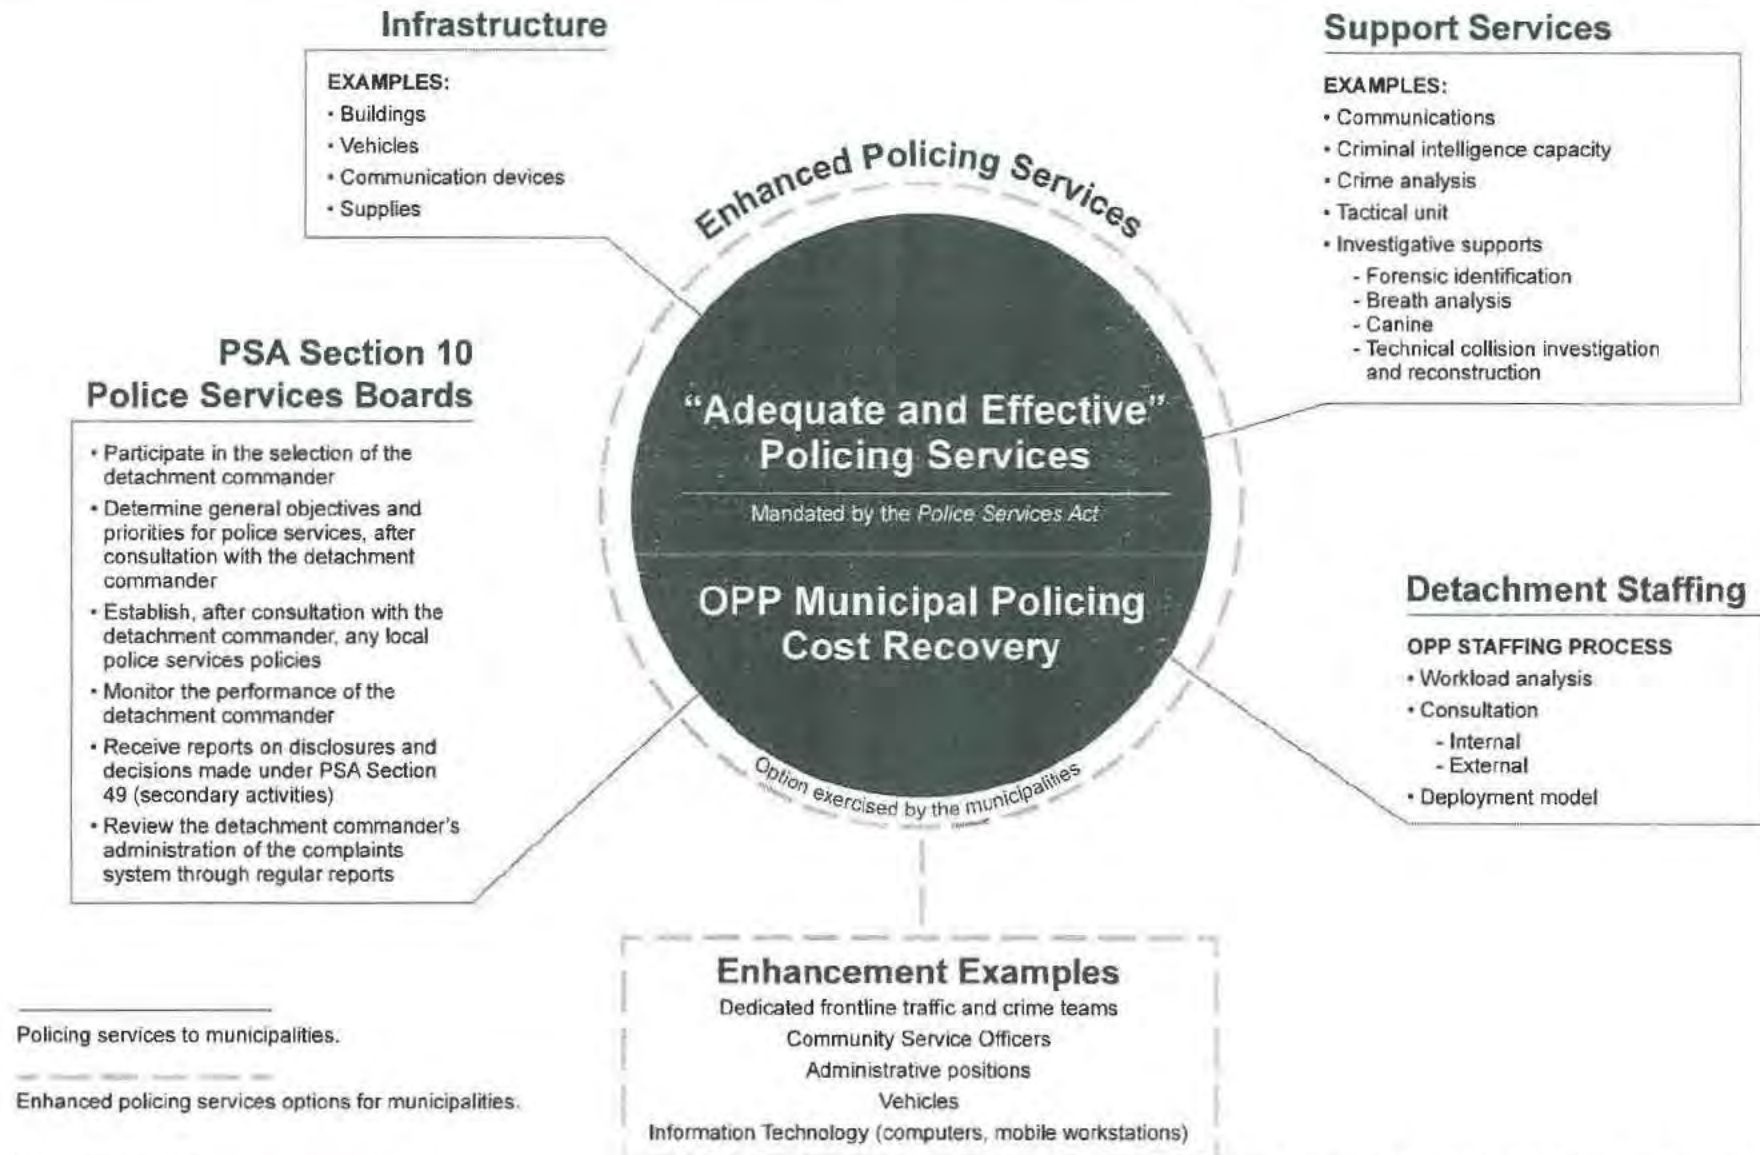 Infrastructure
EXAMPLES:
• Buildings
• Vehicles
• Communication devices
• Supplies
Support Services
EXAMPLES:
• Communications
• Criminal intelligence capacity
• Crime analysis
• Tactical unit
• Investigative supports
- Forensic identification
- Breath analysis
- Canine
- Technical collision investigation
and reconstruction
PSA Section 10
Police Services Boards
• Participate in the selection of the
detachment commander
• Determine general objectives and
priorities for police services, after
consultation with the detachment
commander
• Establish, after consultation with the
detachment commander, any local
police services policies
• Monitor the performance of the
detachment commander
• Receive reports on disclosures and
decisions made under PSA Section
49 (secondary activities)
• Review the detachment commander's
administration of the complaints
system through regular reports
Enhanced Policing Services
“Adequate and Effective”
Policing Services
Mandated by the Police Services Act
OPP Municipal Policing
Cost Recovery
Option exercised by the municipalities
Detachment Staffing
OPP STAFFING PROCESS
• Workload analysis
• Consultation
- Internal
- External
• Deployment model
Enhancement Examples
Dedicated frontline traffic and crime teams
Community Service Officers
Administrative positions
Vehicles
Information Technology (computers, mobile workstations)
Policing services to municipalities.
Enhanced policing services options for municipalities.